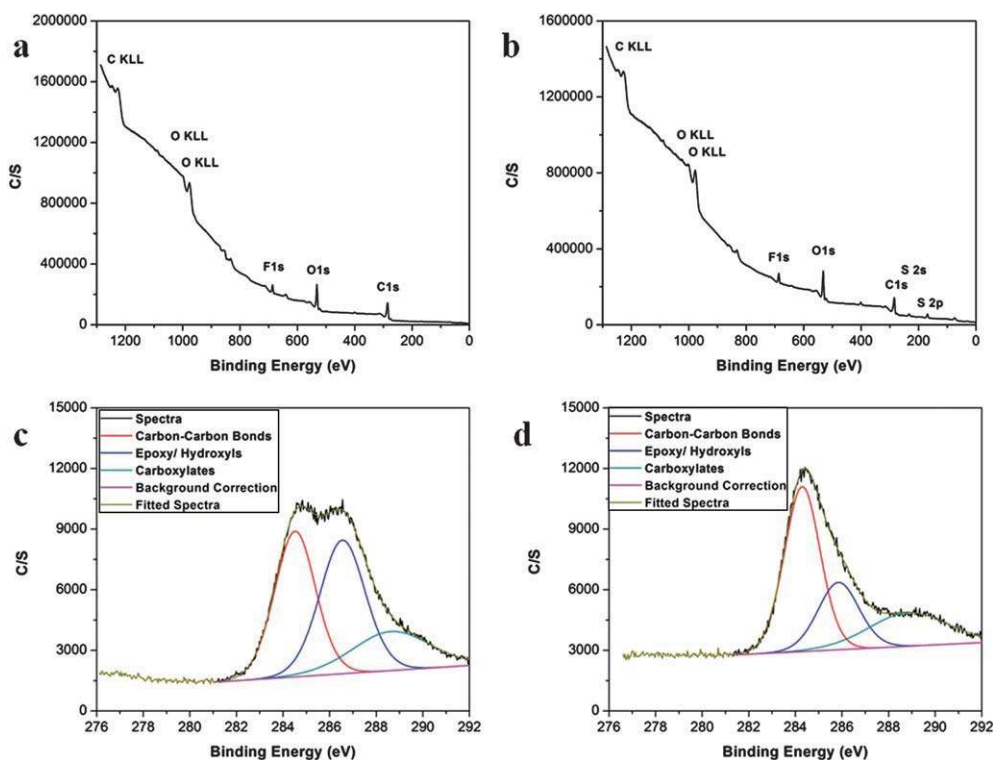 a
2000000
1600000
1200000
800000
400000
0
C/S
C KLL
O KLL
O KLL
F1s
O1s
C1s
1200 1000 800 600 400 200 0
Binding Energy (eV)
b
1600000
1200000
800000
400000
0
C/S
C KLL
O KLL
O KLL
F1s
O1s
S 2s
C1s
S 2p
1200 1000 800 600 400 200 0
Binding Energy (eV)
c
15000
12000
9000
6000
3000
0
C/S
Spectra
Carbon-Carbon Bonds
Epoxy/ Hydroxyls
Carboxylates
Background Correction
Fitted Spectra
276 278 280 282 284 286 288 290 292
Binding Energy (eV)
d
15000
12000
9000
6000
3000
0
C/S
Spectra
Carbon-Carbon Bonds
Epoxy/ Hydroxyls
Carboxylates
Background Correction
Fitted Spectra
276 278 280 282 284 286 288 290 292
Binding Energy (eV)